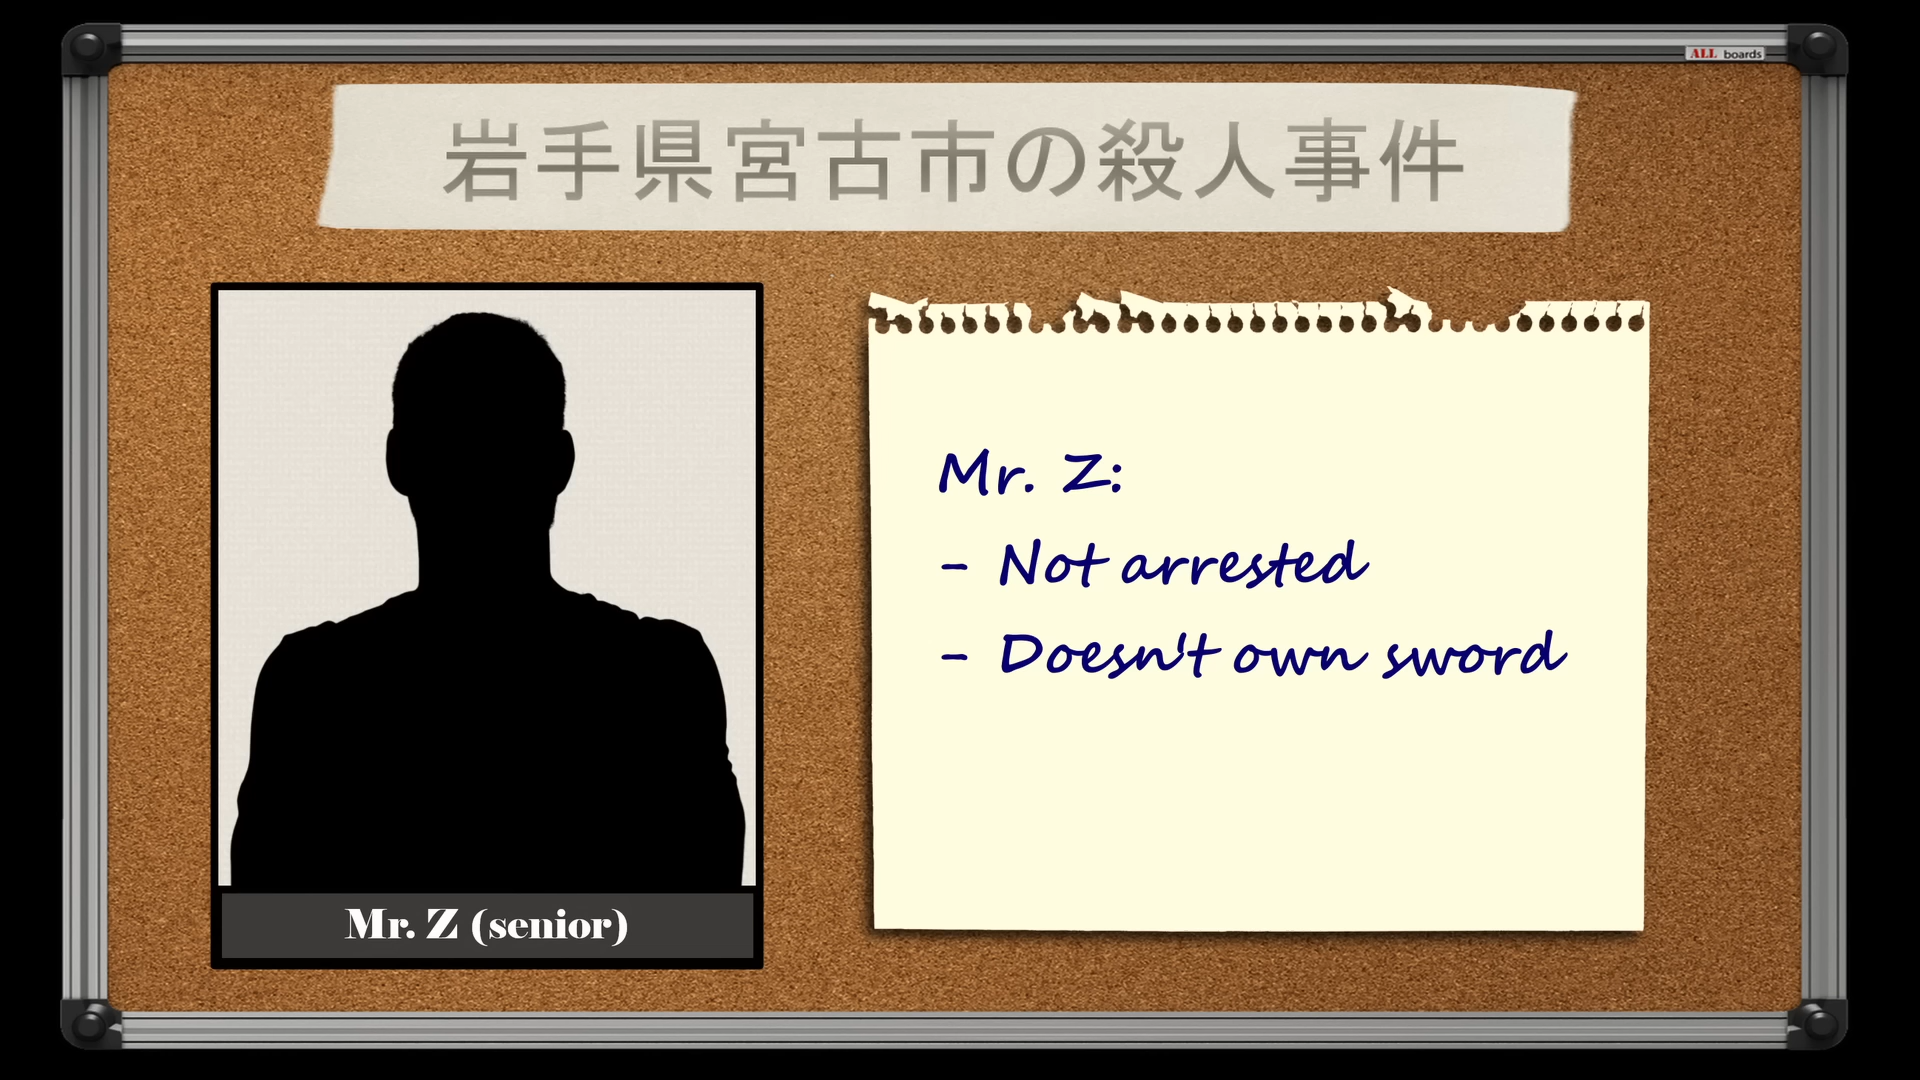 ALL boards
岩手県宮古市の殺人事件
Mr. Z:
- Not arrested
- Doesn't own sword
Mr. Z (senior)